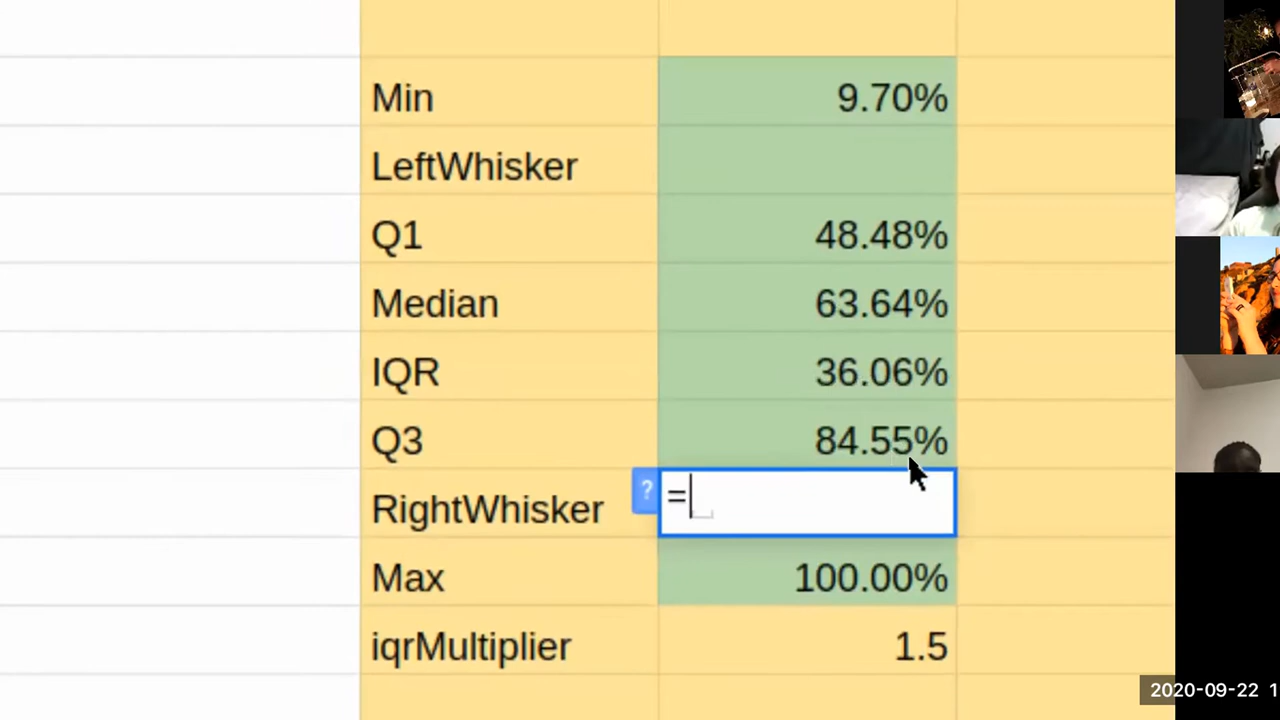 Min 9.70%
LeftWhisker
Q1 48.48%
Median 63.64%
IQR 36.06%
Q3 84.55%
RightWhisker ? =
Max 100.00%
iqrMultiplier 1.5
2020-09-22 1